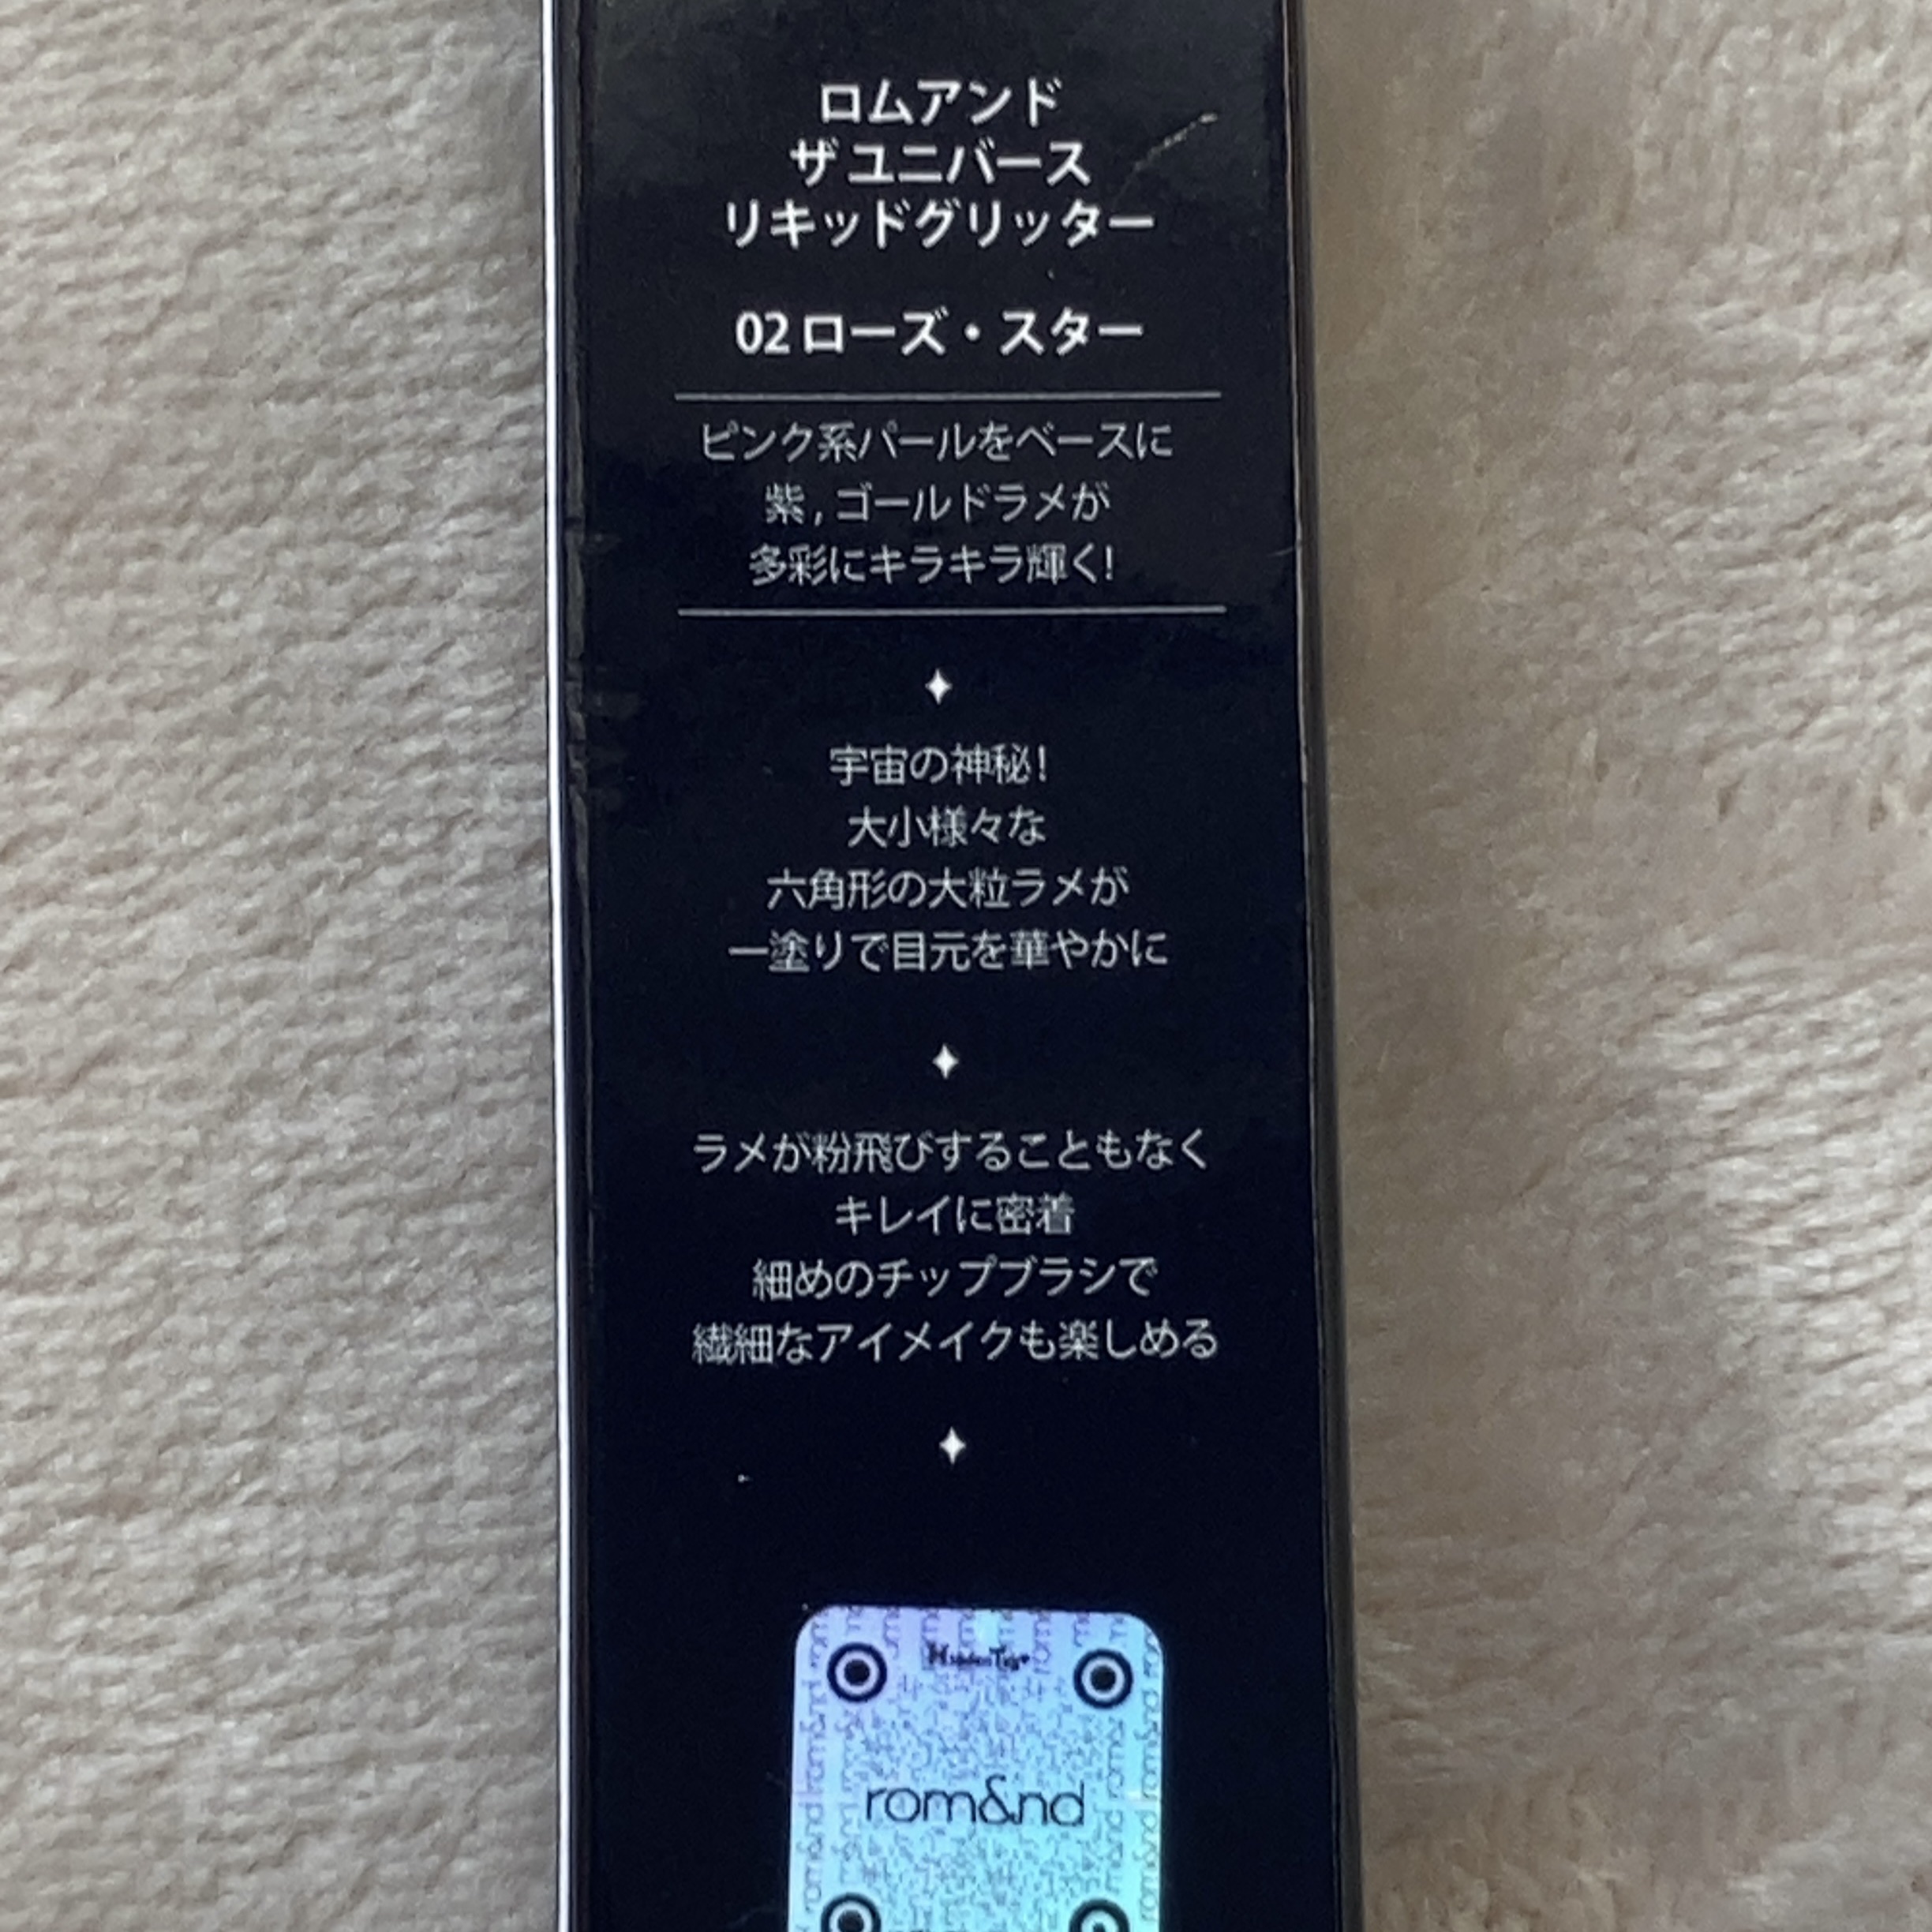 ロムアンド
ザ ユニバース
リキッドグリッター
02 ローズ・スター
ピンク系パールをベースに
紫 , ゴールドラメが
多彩にキラキラ輝く!
宇宙の神秘!
大小様々な
六角形の大粒ラメが
一塗りで目元を華やかに
ラメが粉飛びすることもなく
キレイに密着
細めのチップブラシで
繊細なアイメイクも楽しめる
HiddenTag
rom&nd